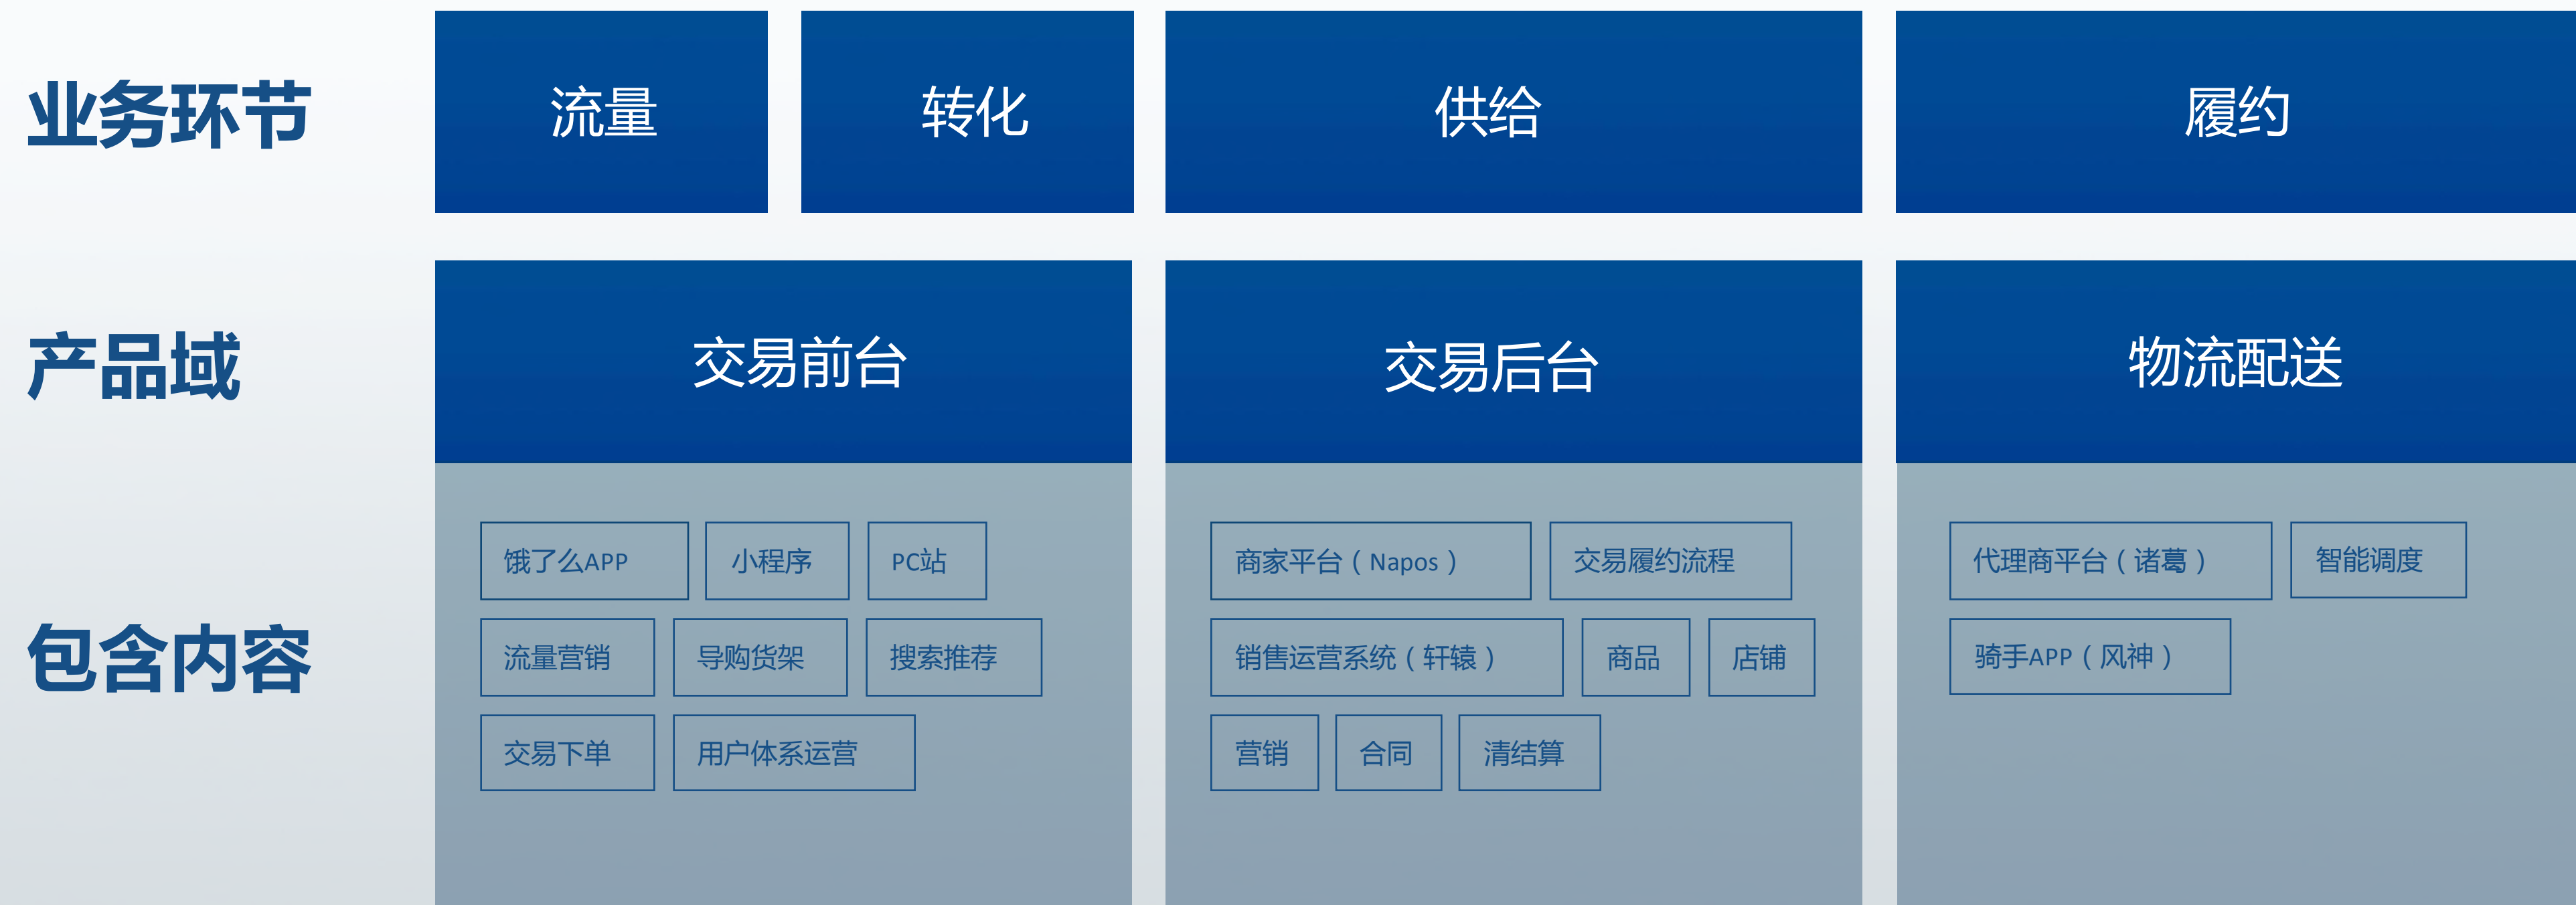 业务环节
流量
转化
供给
履约
产品域
交易前台
交易后台
物流配送
包含内容
饿了么APP
小程序
PC站
流量营销
导购货架
搜索推荐
交易下单
用户体系运营
商家平台（Napos）
交易履约流程
销售运营系统（轩辕）
商品
店铺
营销
合同
清结算
代理商平台（诸葛）
智能调度
骑手APP（风神）